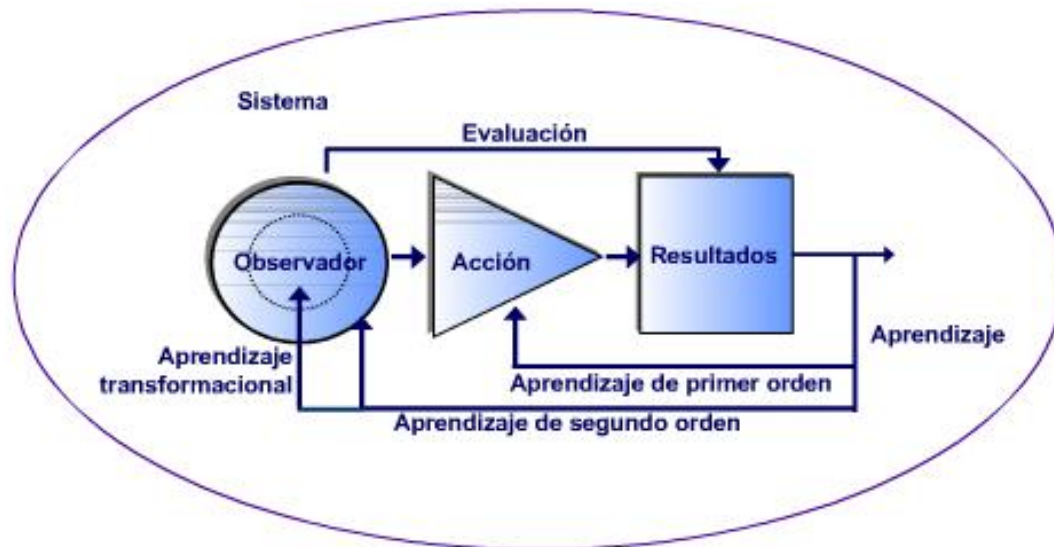 Sistema
Evaluación
Observador
Acción
Resultados
Aprendizaje
Aprendizaje
transformacional
Aprendizaje de primer orden
Aprendizaje de segundo orden